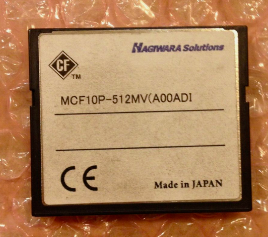 HAGIWARA Solutions
CF
TM
MCF10P-512MV(A00AD)
CE
Made in JAPAN